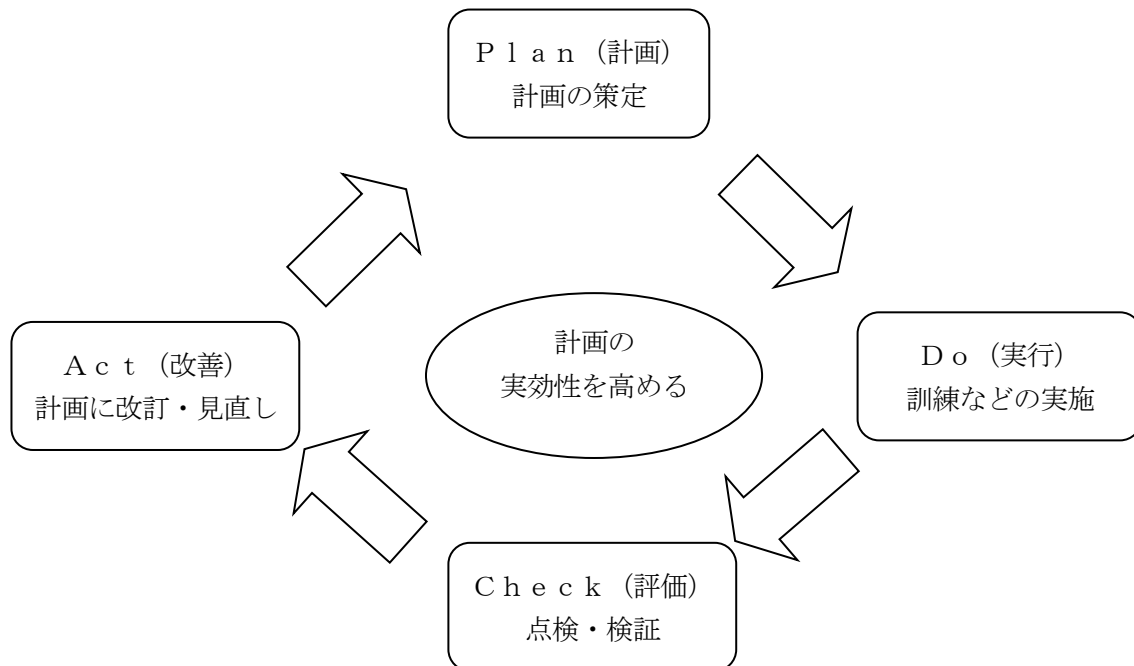 Plan（計画）
計画の策定
Do（実行）
訓練などの実施
計画の
実効性を高める
Act（改善）
計画に改訂・見直し
Check（評価）
点検・検証